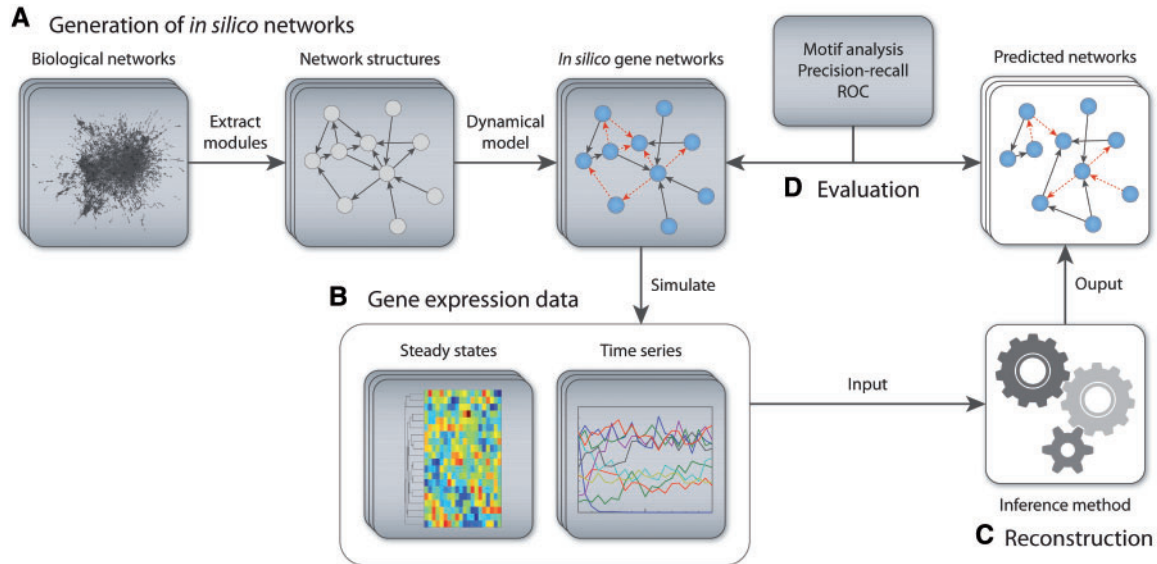 A Generation of in silico networks
Biological networks
Extract
modules
Network structures
Dynamical
model
In silico gene networks
Motif analysis
Precision-recall
ROC
Predicted networks
D Evaluation
Simulate
B Gene expression data
Steady states
Time series
Input
Ouput
Inference method
C Reconstruction